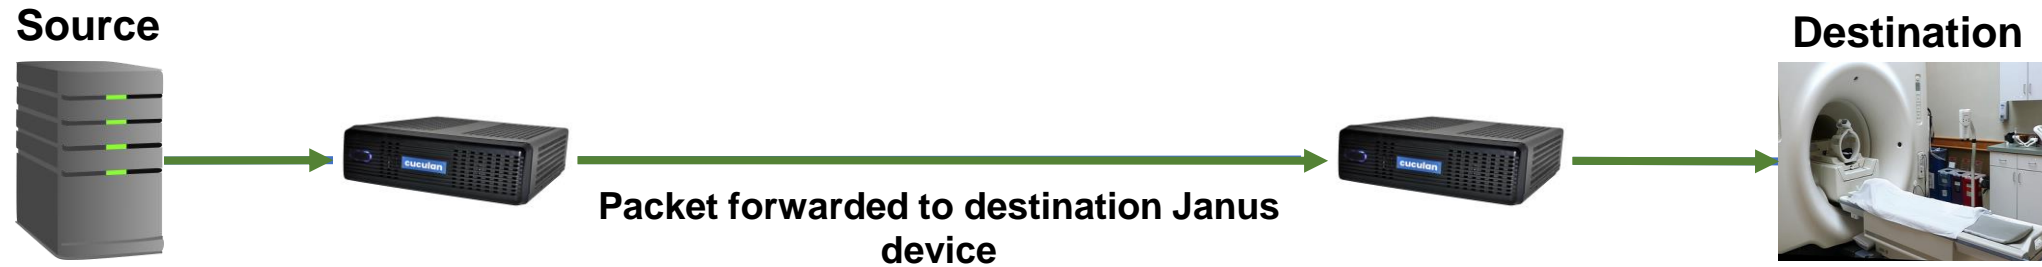 Source
Destination
cuculan
cuculan
Packet forwarded to destination Janus
device